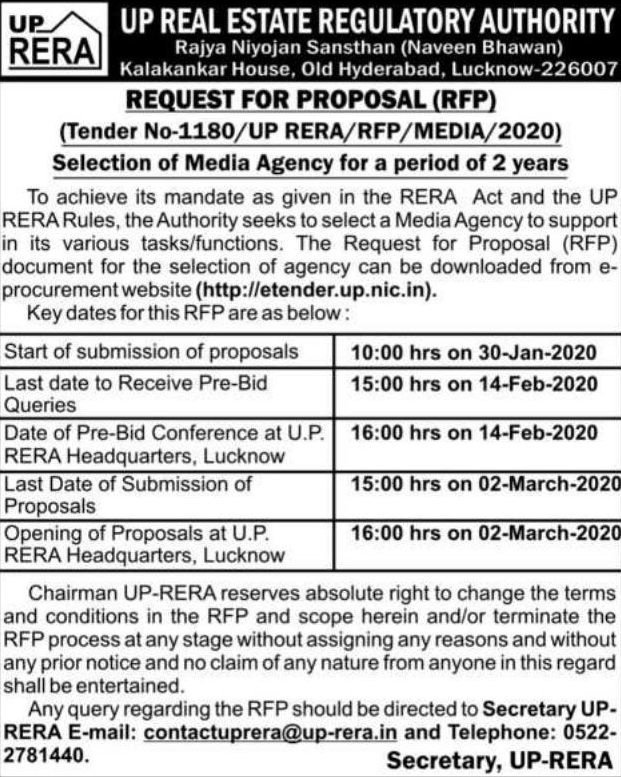 UP RERA
UP REAL ESTATE REGULATORY AUTHORITY
Rajya Niyojan Sansthan (Naveen Bhawan)
Kalakankar House, Old Hyderabad, Lucknow-226007
REQUEST FOR PROPOSAL (RFP)
(Tender No-1180/UP RERA/RFP/MEDIA/2020)
Selection of Media Agency for a period of 2 years
To achieve its mandate as given in the RERA Act and the UP
RERA Rules, the Authority seeks to select a Media Agency to support
in its various tasks/functions. The Request for Proposal (RFP)
document for the selection of agency can be downloaded from e-
procurement website (http://etender.up.nic.in).
Key dates for this RFP are as below :
Start of submission of proposals 10:00 hrs on 30-Jan-2020
Last date to Receive Pre-Bid 15:00 hrs on 14-Feb-2020
Queries
Date of Pre-Bid Conference at U.P. 16:00 hrs on 14-Feb-2020
RERA Headquarters, Lucknow
Last Date of Submission of 15:00 hrs on 02-March-2020
Proposals
Opening of Proposals at U.P. 16:00 hrs on 02-March-2020
RERA Headquarters, Lucknow
Chairman UP-RERA reserves absolute right to change the terms
and conditions in the RFP and scope herein and/or terminate the
RFP process at any stage without assigning any reasons and without
any prior notice and no claim of any nature from anyone in this regard
shall be entertained.
Any query regarding the RFP should be directed to Secretary UP-
RERA E-mail: contactuprera@up-rera.in and Telephone: 0522-
2781440.
Secretary, UP-RERA